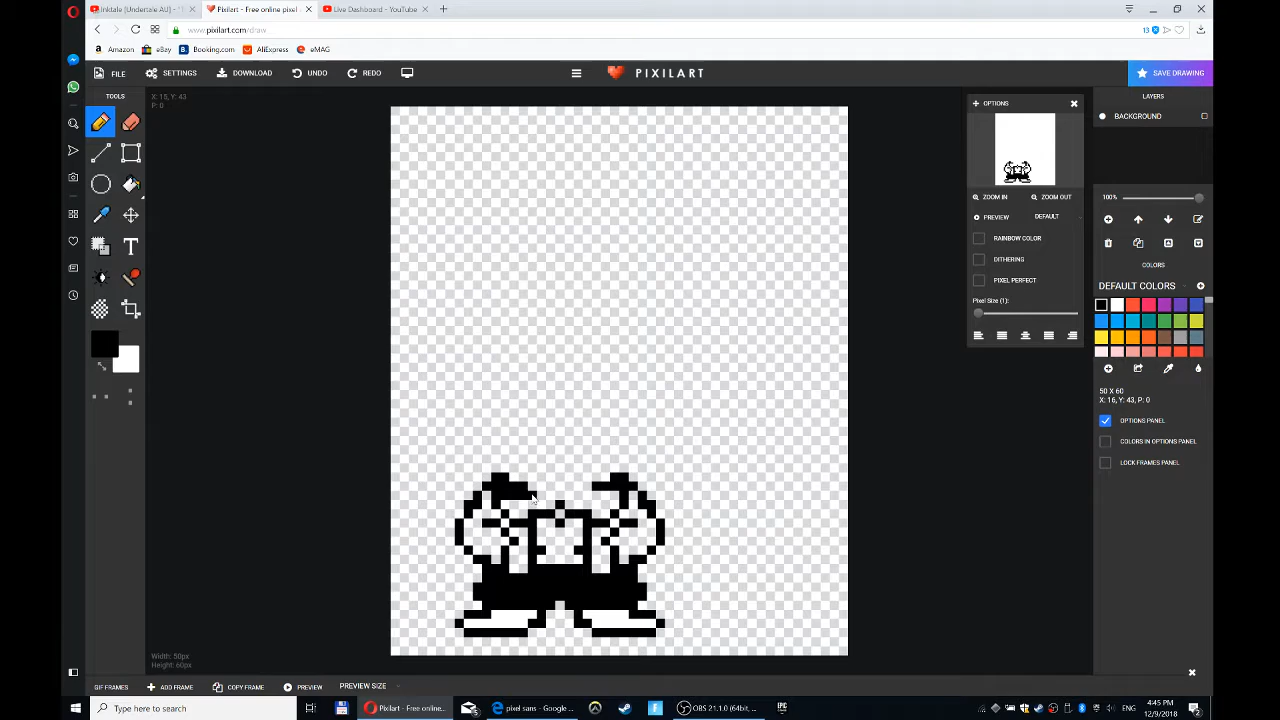 Inktale [Undertale AU] - "
Pixilart - Free online pixel
Live Dashboard - YouTube
www.pixilart.com/draw
13
Amazon
eBay
Booking.com
AliExpress
eMAG
FILE
SETTINGS
DOWNLOAD
UNDO
REDO
PIXILART
SAVE DRAWING
TOOLS
X: 15, Y: 43
P: 0
OPTIONS
ZOOM IN
ZOOM OUT
PREVIEW
DEFAULT
RAINBOW COLOR
DITHERING
PIXEL PERFECT
Pixel Size (1):
LAYERS
BACKGROUND
100%
COLORS
DEFAULT COLORS
50 X 60
X: 16, Y: 43, P: 0
OPTIONS PANEL
COLORS IN OPTIONS PANEL
LOCK FRAMES PANEL
Width: 50px
Height: 60px
GIF FRAMES
ADD FRAME
COPY FRAME
PREVIEW
PREVIEW SIZE
Type here to search
Pixilart - Free online...
pixel sans - Google ...
OBS 21.1.0 (64bit, ...
4:45 PM
12/9/2018